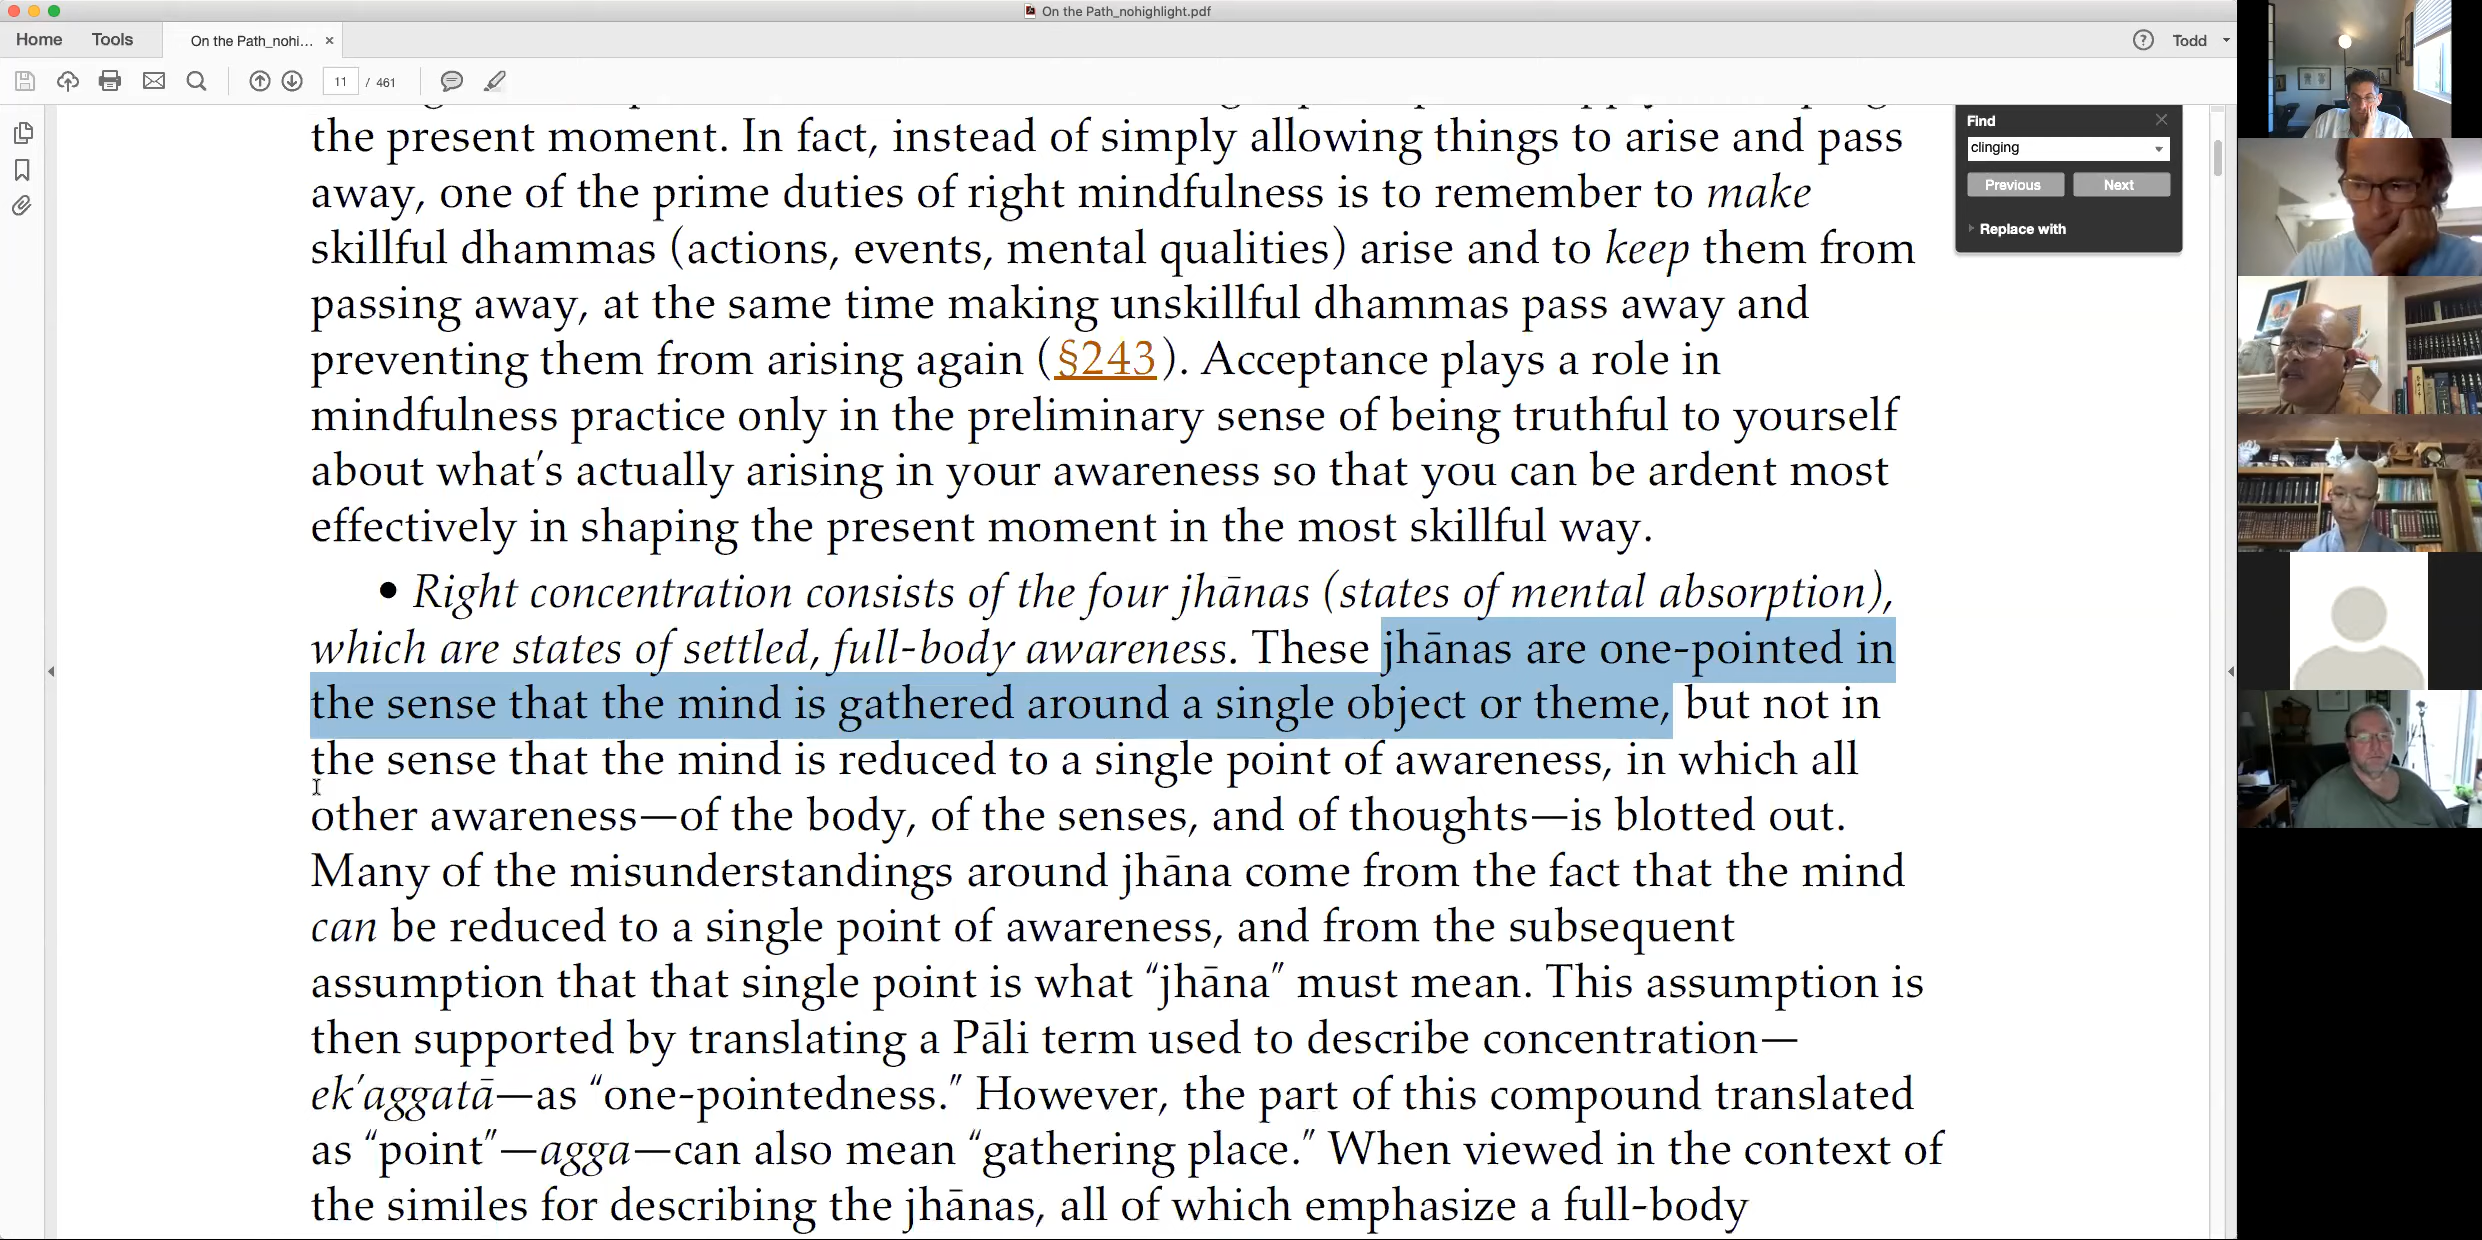 On the Path_nohighlight.pdf
Home Tools On the Path_nohi... × Todd
11 / 461
the present moment. In fact, instead of simply allowing things to arise and pass
away, one of the prime duties of right mindfulness is to remember to make
skillful dhammas (actions, events, mental qualities) arise and to keep them from
passing away, at the same time making unskillful dhammas pass away and
preventing them from arising again (§243). Acceptance plays a role in
mindfulness practice only in the preliminary sense of being truthful to yourself
about what’s actually arising in your awareness so that you can be ardent most
effectively in shaping the present moment in the most skillful way.
• Right concentration consists of the four jhānas (states of mental absorption),
which are states of settled, full-body awareness. These jhānas are one-pointed in
the sense that the mind is gathered around a single object or theme, but not in
the sense that the mind is reduced to a single point of awareness, in which all
other awareness—of the body, of the senses, and of thoughts—is blotted out.
Many of the misunderstandings around jhāna come from the fact that the mind
can be reduced to a single point of awareness, and from the subsequent
assumption that that single point is what “jhāna” must mean. This assumption is
then supported by translating a Pāli term used to describe concentration—
ek’aggatā—as “one-pointedness.” However, the part of this compound translated
as “point”—agga—can also mean “gathering place.” When viewed in the context of
the similes for describing the jhānas, all of which emphasize a full-body
Find
clinging
Previous Next
Replace with